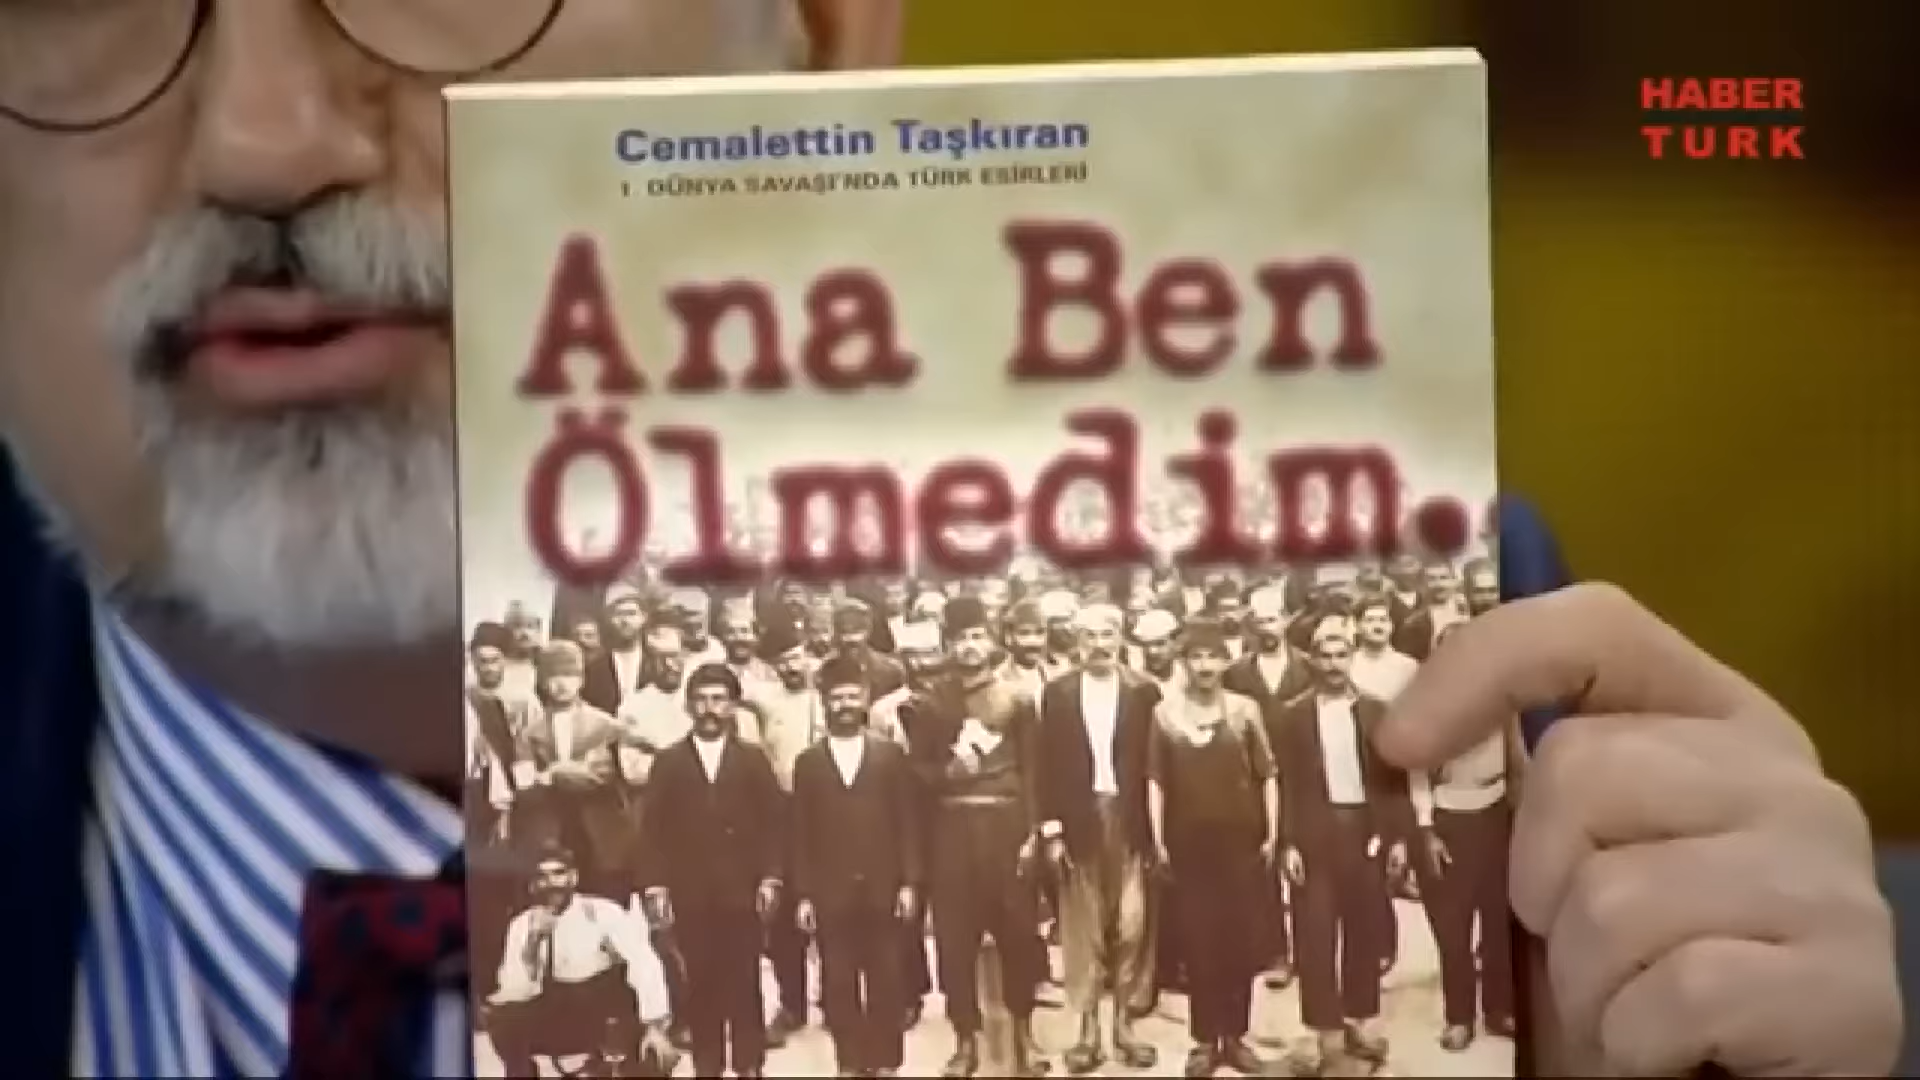 Cemalettin Taşkıran
1. DÜNYA SAVAŞI'NDA TÜRK ESİRLERİ
Ana Ben
Ölmedim.
HABER
TURK